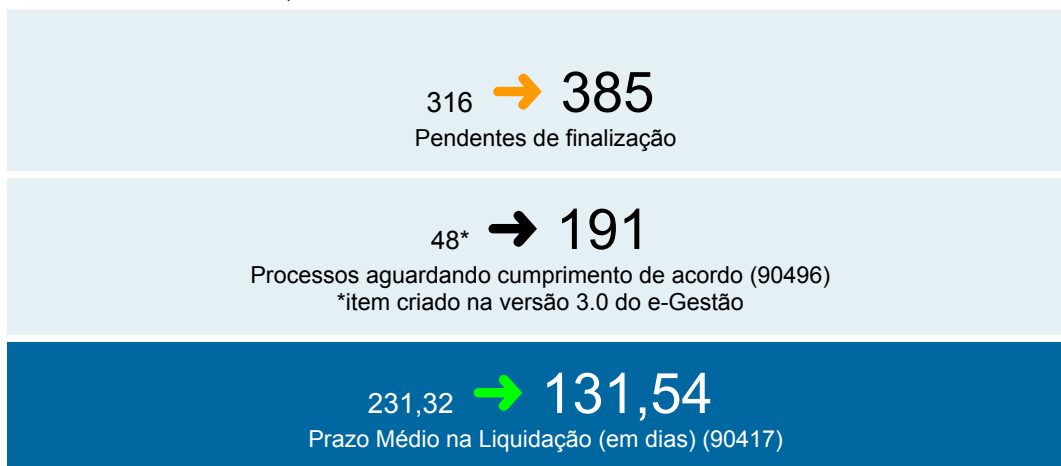 316 ➜ 385
Pendentes de finalização
48* ➜ 191
Processos aguardando cumprimento de acordo (90496)
*item criado na versão 3.0 do e-Gestão
231,32 ➜ 131,54
Prazo Médio na Liquidação (em dias) (90417)